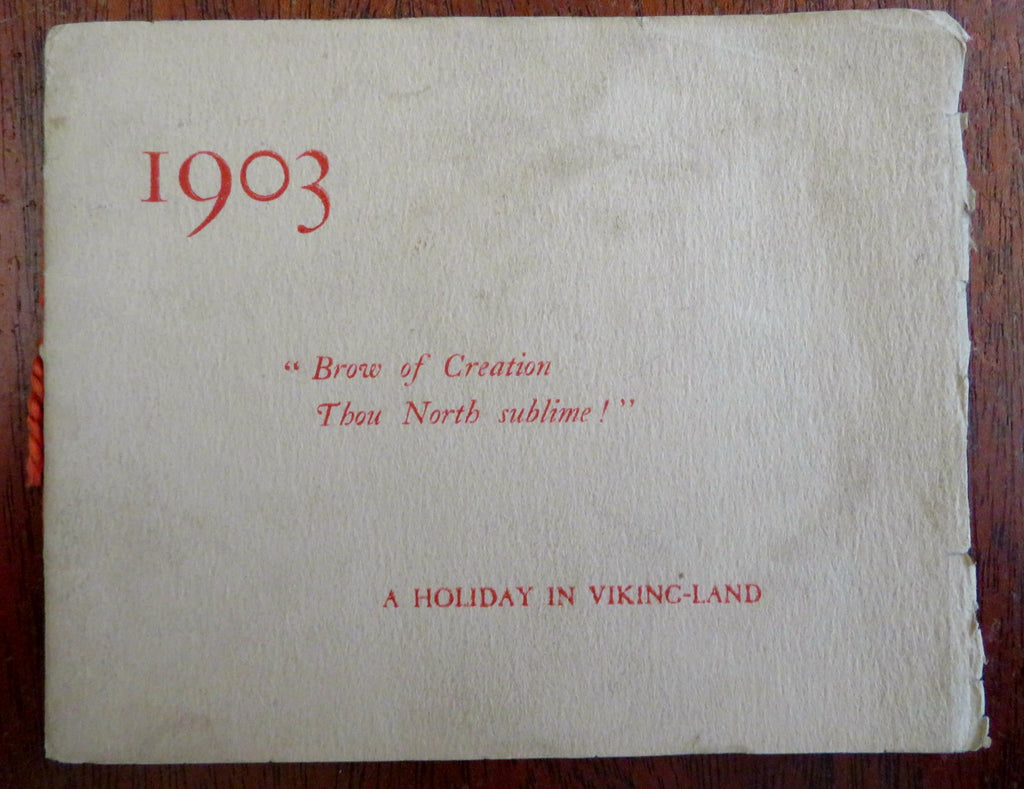 1903
“ Brow of Creation
Thou North sublime ! ”
A HOLIDAY IN VIKING-LAND